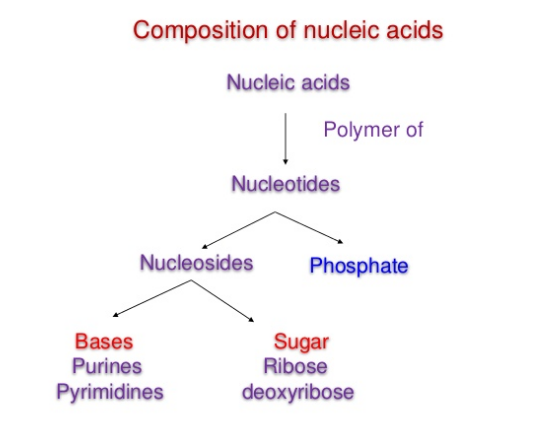 Composition of nucleic acids
Nucleic acids
Polymer of
Nucleotides
Nucleosides
Phosphate
Bases
Purines
Pyrimidines
Sugar
Ribose
deoxyribose